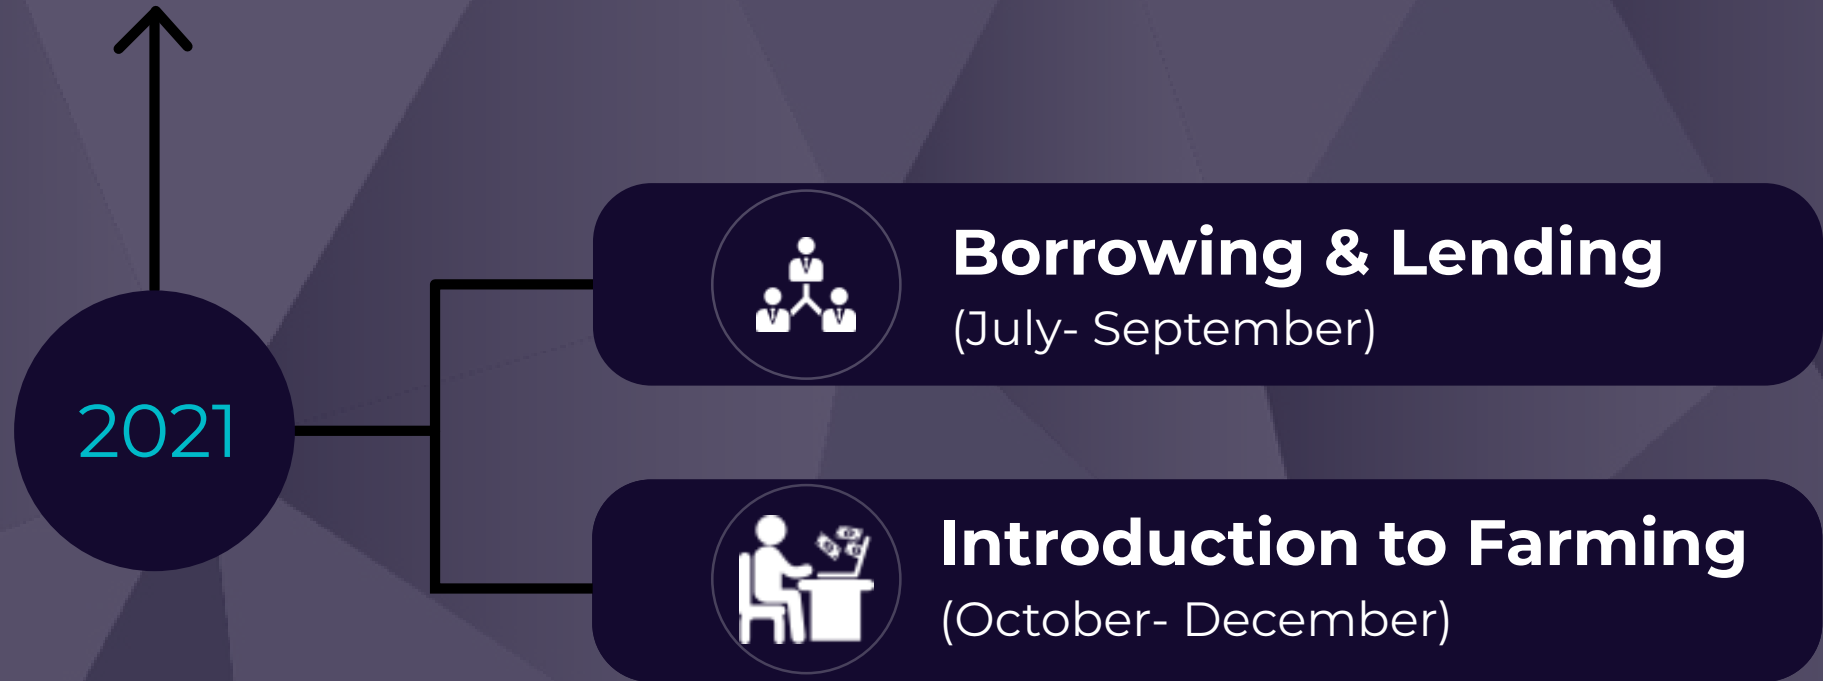 2021
Borrowing & Lending
(July- September)
Introduction to Farming
(October- December)